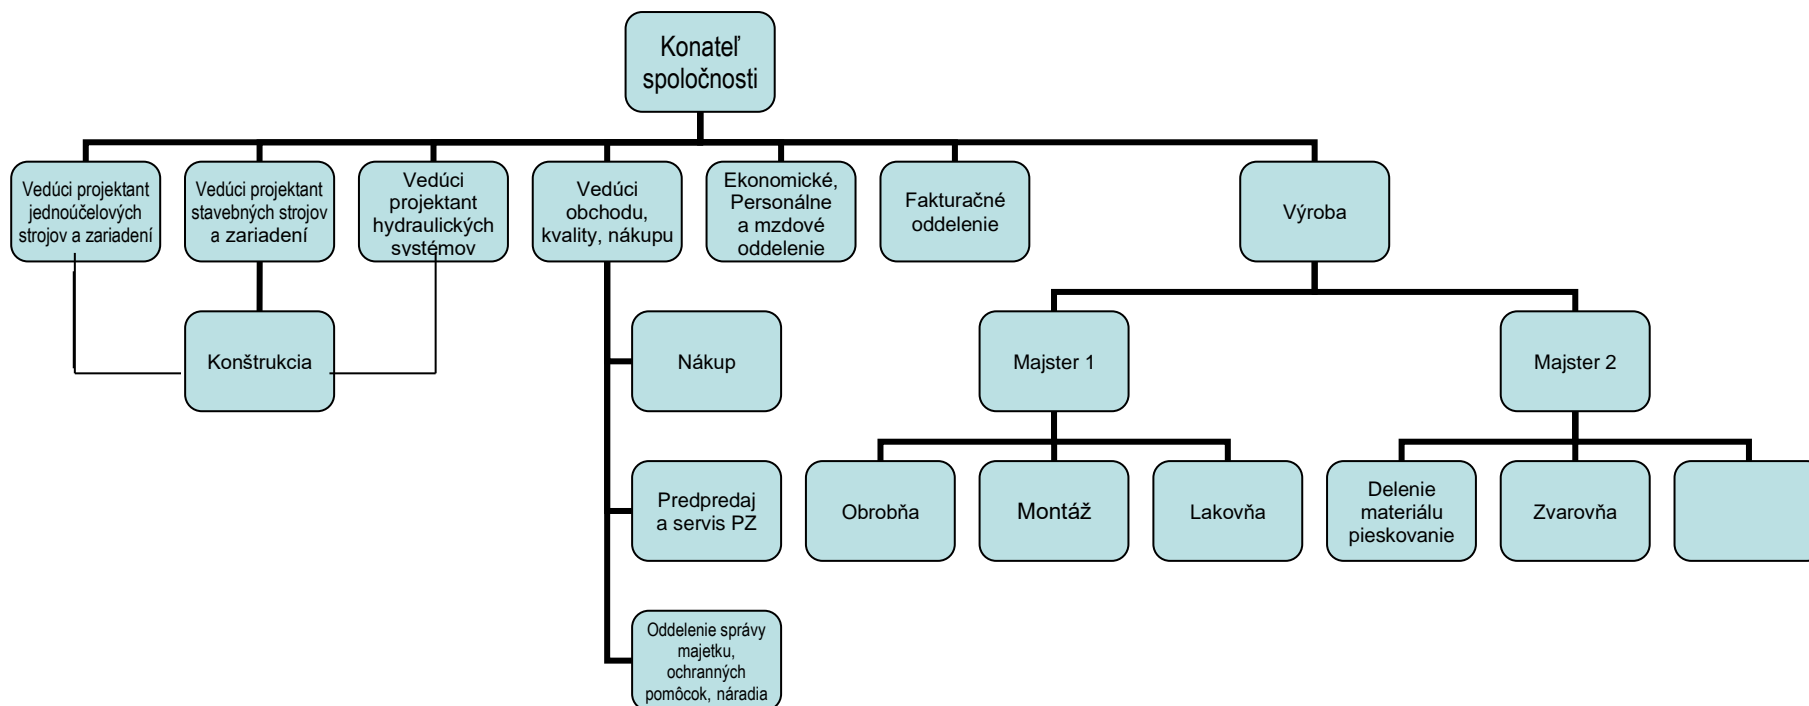 Konateľ
spoločnosti
Vedúci projektant
jednoúčelových
strojov a zariadení
Vedúci projektant
stavebných strojov
a zariadení
Vedúci
projektant
hydraulických
systémov
Vedúci
obchodu,
kvality, nákupu
Ekonomické,
Personálne
a mzdové
oddelenie
Fakturačné
oddelenie
Výroba
Konštrukcia
Nákup
Majster 1
Majster 2
Predpredaj
a servis PZ
Obrobňa
Montáž
Lakovňa
Delenie
materiálu
pieskovanie
Zvarovňa
Oddelenie správy
majetku,
ochranných
pomôcok, náradia